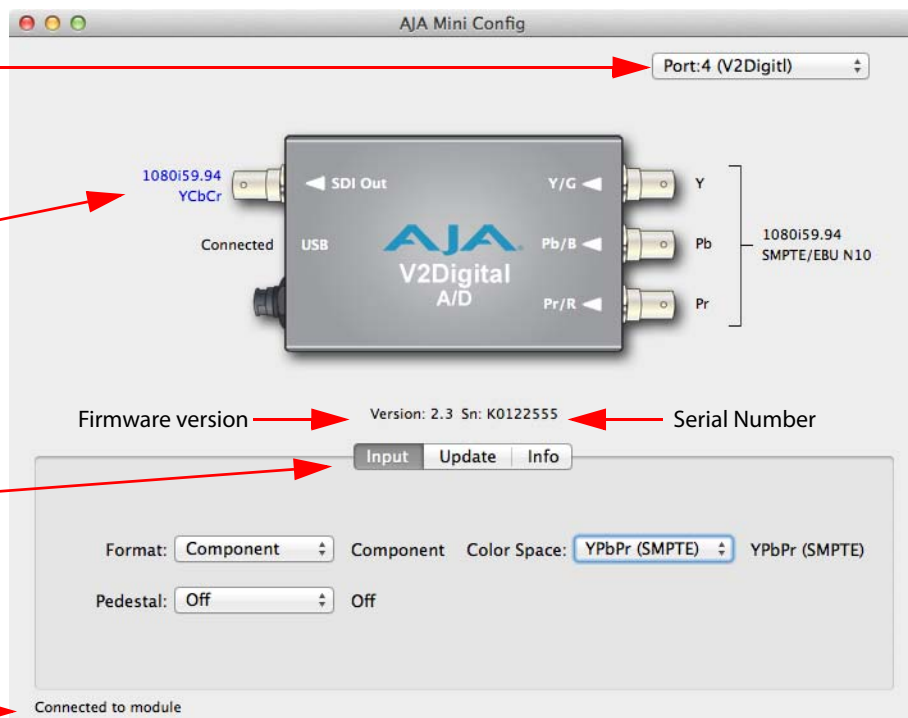 AJA Mini Config
Port:4 (V2Digitl)
1080i59.94
YCbCr
SDI Out
Y/G
Y
Connected
USB
AJA
Pb/B
Pb
1080i59.94
SMPTE/EBU N10
V2Digital
A/D
Pr/R
Pr
Firmware version
Version: 2.3 Sn: K0122555
Serial Number
Input Update Info
Format: Component Component Color Space: YPbPr (SMPTE) YPbPr (SMPTE)
Pedestal: Off Off
Connected to module